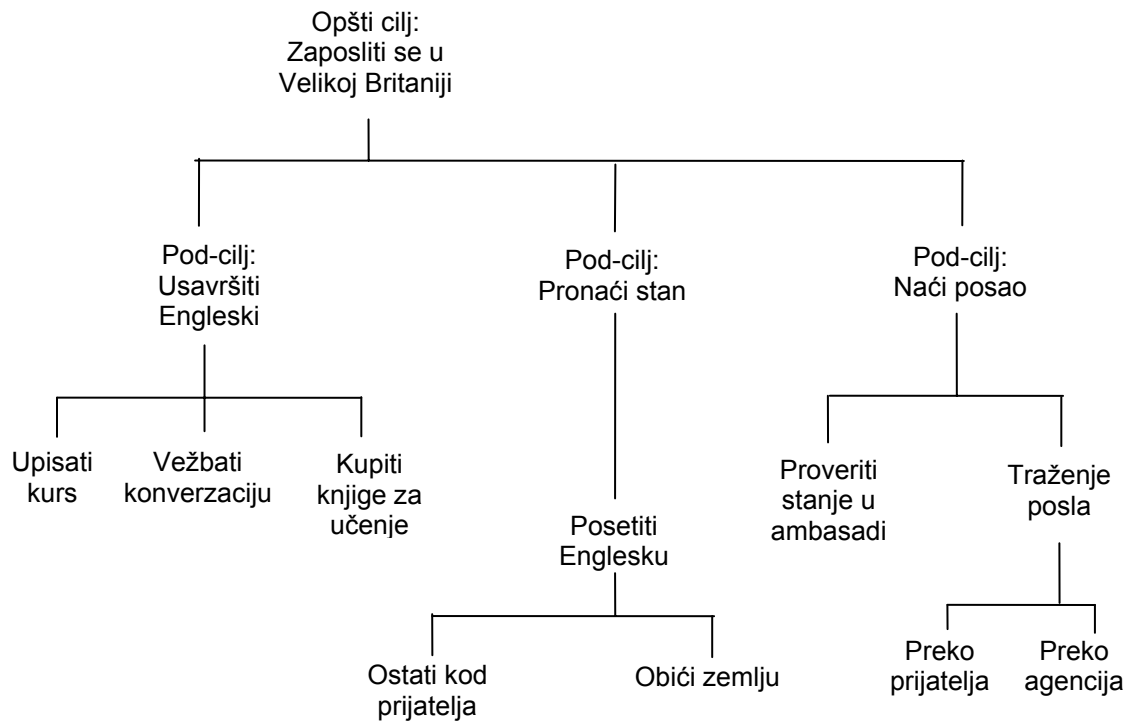 Opšti cilj:
Zaposliti se u
Velikoj Britaniji
Pod-cilj:
Usavršiti
Engleski
Pod-cilj:
Pronaći stan
Pod-cilj:
Naći posao
Upisati
kurs
Vežbati
konverzaciju
Kupiti
knjige za
učenje
Posetiti
Englesku
Proveriti
stanje u
ambasadi
Traženje
posla
Ostati kod
prijatelja
Obići zemlju
Preko
prijatelja
Preko
agencija